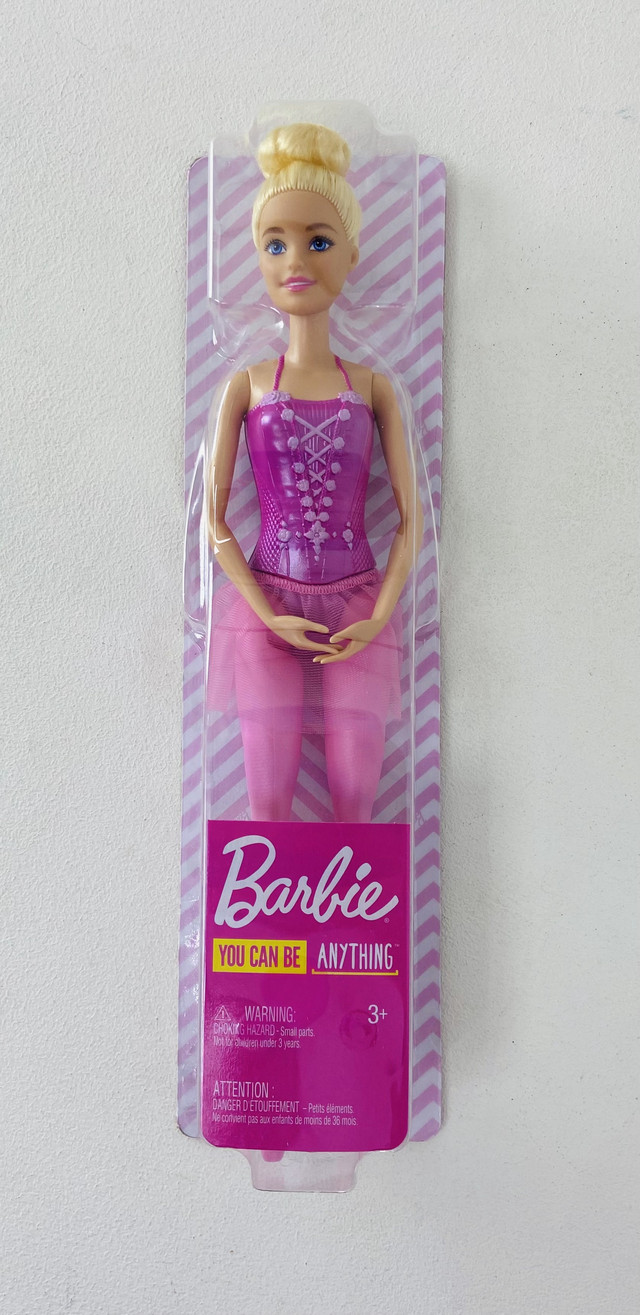 Barbie®
YOU CAN BE ANYTHING™
WARNING:
3+
CHOKING HAZARD - Small parts
Not for children under 3 years.
ATTENTION :
DANGER D'ETOUFFEMENT – Petits éléments.
Ne convient pas aux enfants de moins de 36 mois.